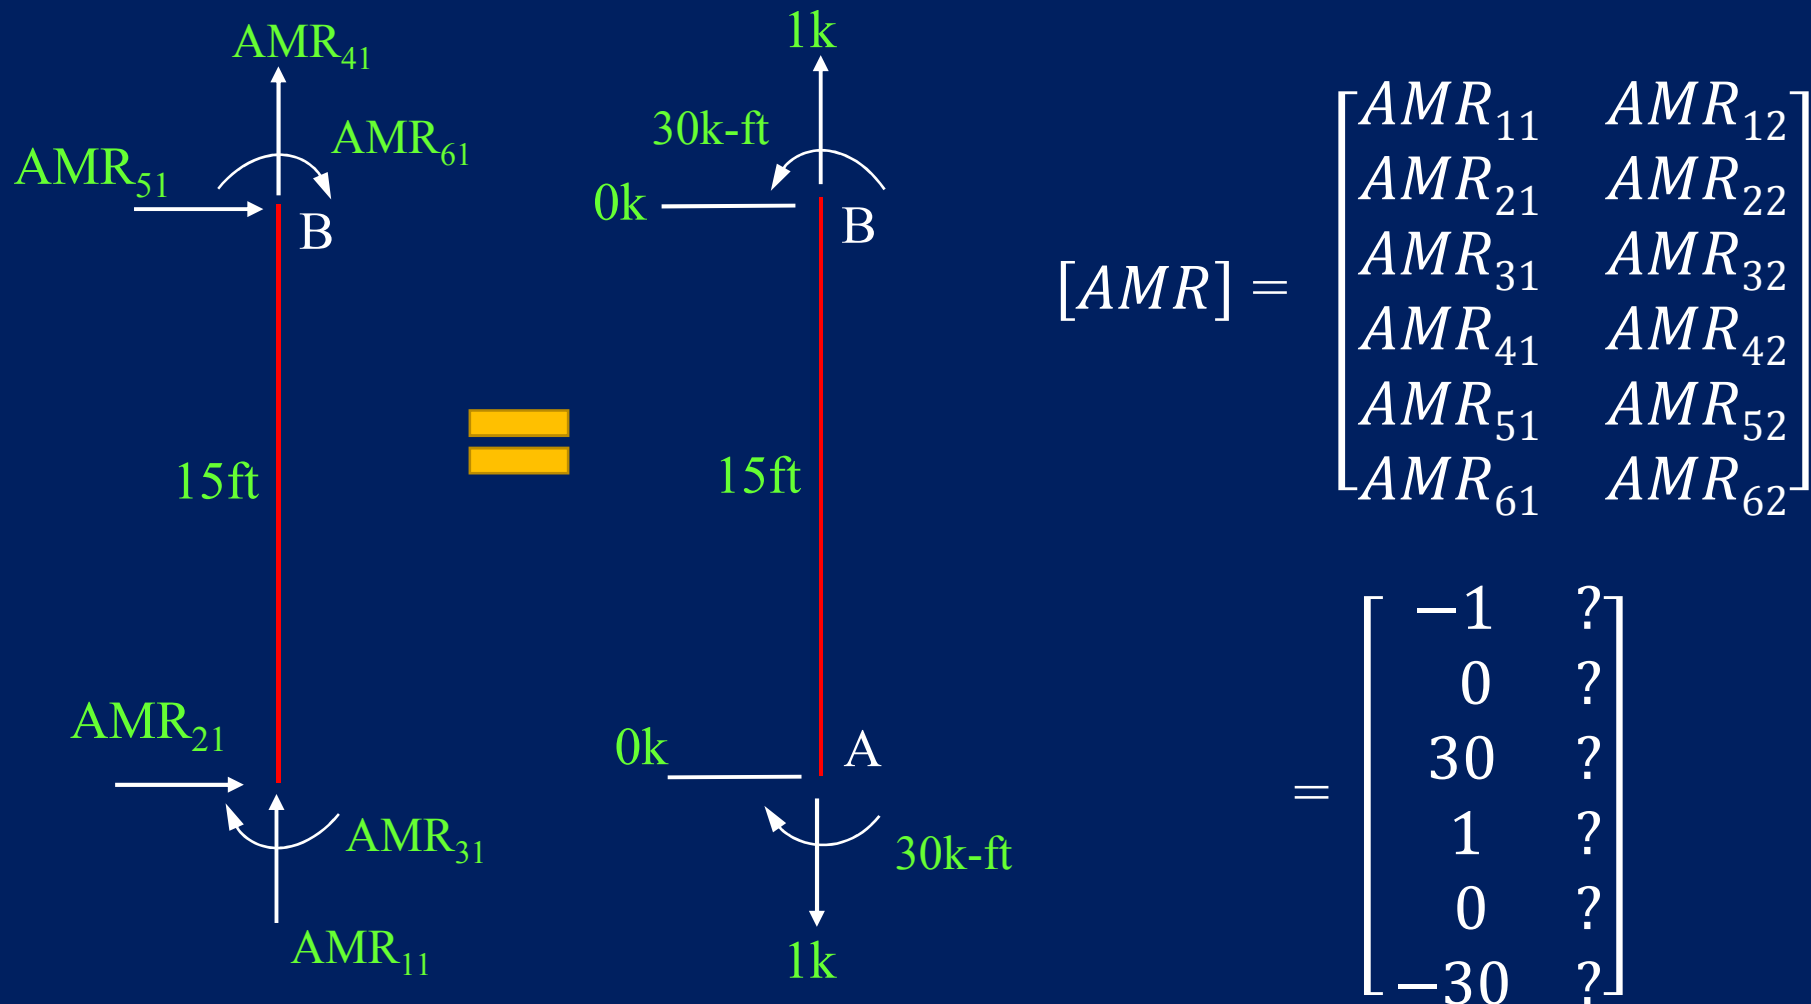 AMR₄₁
AMR₆₁
AMR₅₁
B
15ft
AMR₂₁
AMR₃₁
AMR₁₁
1k
30k-ft
0k
B
15ft
0k
A
30k-ft
1k
[AMR] =
AMR₁₁ AMR₁₂
AMR₂₁ AMR₂₂
AMR₃₁ AMR₃₂
AMR₄₁ AMR₄₂
AMR₅₁ AMR₅₂
AMR₆₁ AMR₆₂
=
−1 ?
0 ?
30 ?
1 ?
0 ?
−30 ?